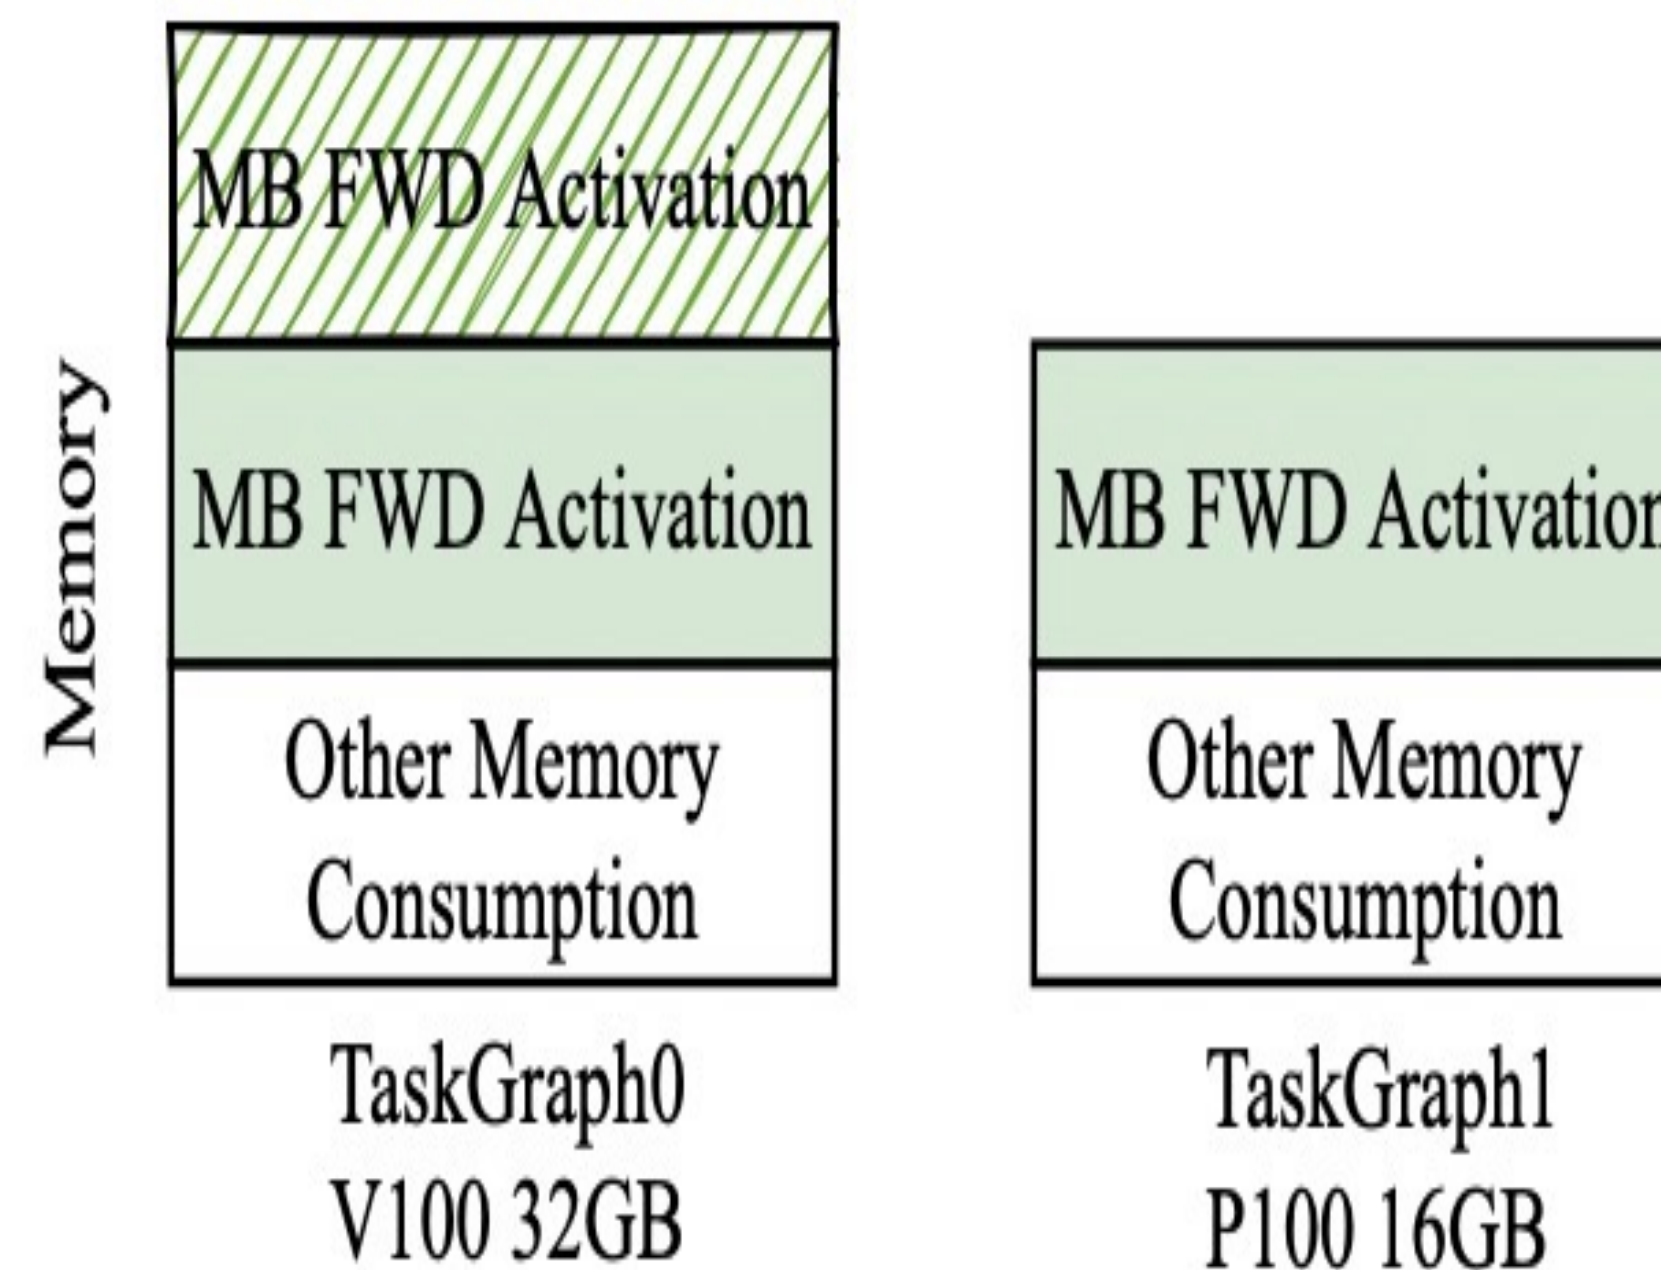 Memory
MB FWD Activation
MB FWD Activation
Other Memory
Consumption
TaskGraph0
V100 32GB
MB FWD Activation
Other Memory
Consumption
TaskGraph1
P100 16GB